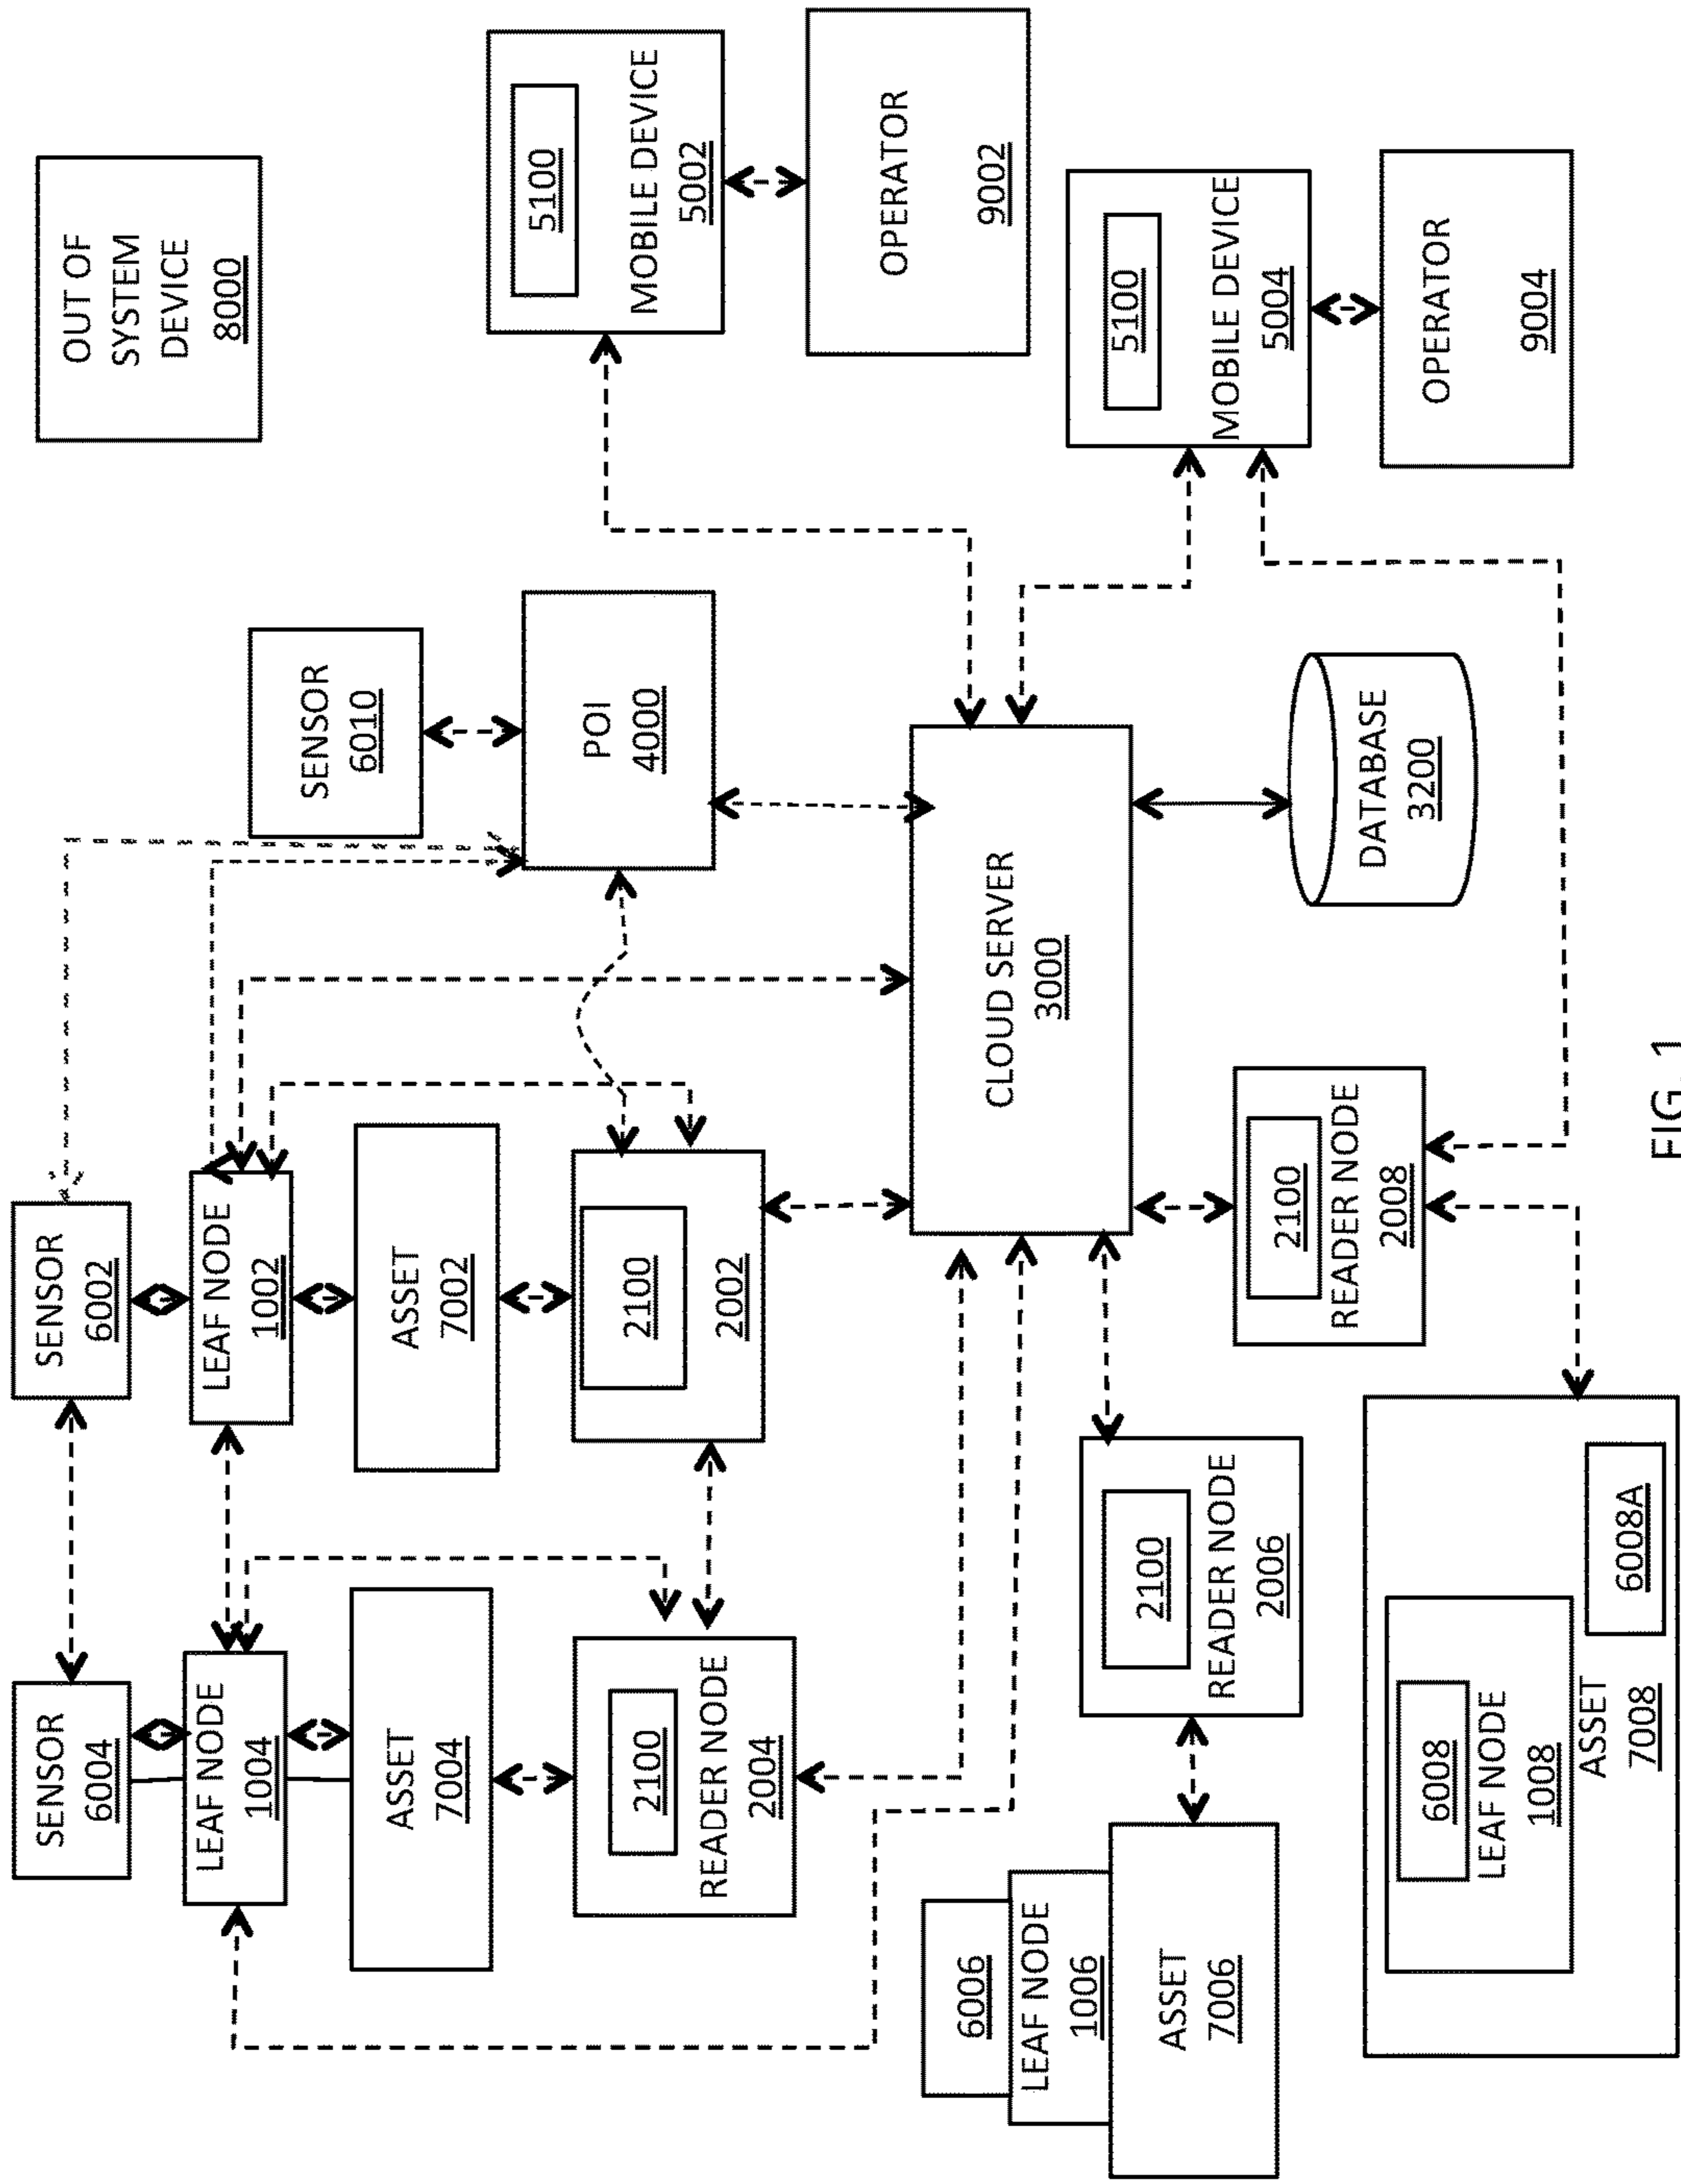 SENSOR
6004
SENSOR
6002
OUT OF
SYSTEM
DEVICE
8000
LEAF NODE
1004
LEAF NODE
1002
SENSOR
6010
ASSET
7004
ASSET
7002
5100
MOBILE DEVICE
5002
POI
4000
2100
READER NODE
2004
2100
2002
OPERATOR
9002
6006
LEAF NODE
1006
ASSET
7006
CLOUD SERVER
3000
2100
READER NODE
2006
5100
MOBILE DEVICE
5004
2100
READER NODE
2008
DATABASE
3200
6008
LEAF NODE
1008
ASSET
7008
6008A
OPERATOR
9004
FIG. 1